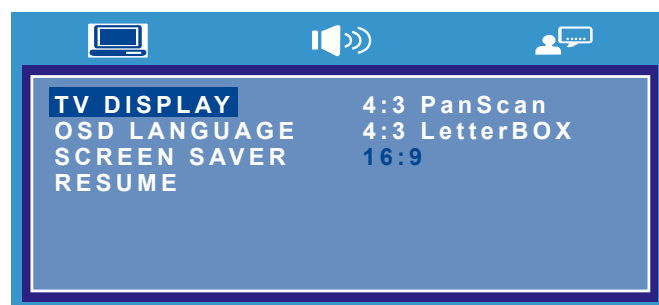 TV DISPLAY 4:3 PanScan
OSD LANGUAGE 4:3 LetterBOX
SCREEN SAVER 16:9
RESUME